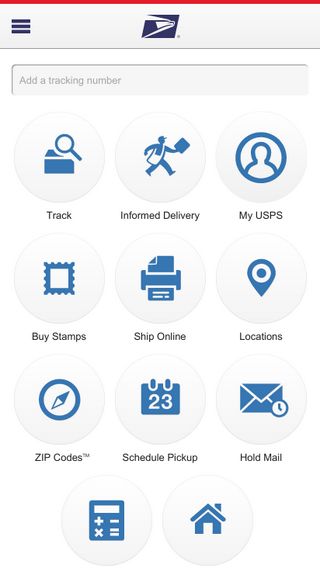 Add a tracking number
Track
Informed Delivery
My USPS
Buy Stamps
Ship Online
Locations
23
ZIP Codes™
Schedule Pickup
Hold Mail